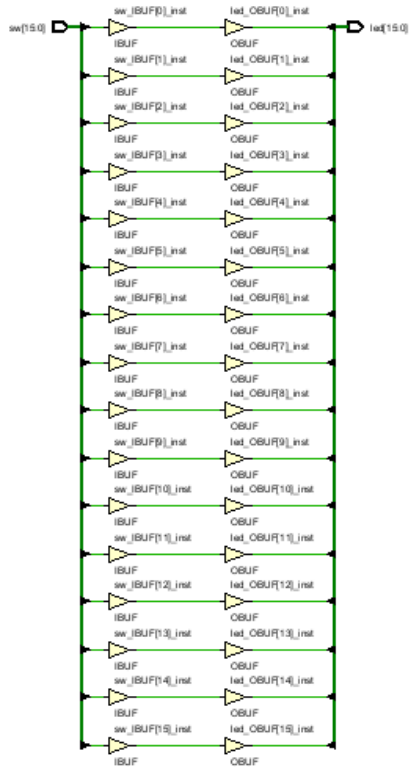 sw_IBUF[0]_inst led_OBUF[0]_inst
sw[15:0] led[15:0]
IBUF OBUF
sw_IBUF[1]_inst led_OBUF[1]_inst
IBUF OBUF
sw_IBUF[2]_inst led_OBUF[2]_inst
IBUF OBUF
sw_IBUF[3]_inst led_OBUF[3]_inst
IBUF OBUF
sw_IBUF[4]_inst led_OBUF[4]_inst
IBUF OBUF
sw_IBUF[5]_inst led_OBUF[5]_inst
IBUF OBUF
sw_IBUF[6]_inst led_OBUF[6]_inst
IBUF OBUF
sw_IBUF[7]_inst led_OBUF[7]_inst
IBUF OBUF
sw_IBUF[8]_inst led_OBUF[8]_inst
IBUF OBUF
sw_IBUF[9]_inst led_OBUF[9]_inst
IBUF OBUF
sw_IBUF[10]_inst led_OBUF[10]_inst
IBUF OBUF
sw_IBUF[11]_inst led_OBUF[11]_inst
IBUF OBUF
sw_IBUF[12]_inst led_OBUF[12]_inst
IBUF OBUF
sw_IBUF[13]_inst led_OBUF[13]_inst
IBUF OBUF
sw_IBUF[14]_inst led_OBUF[14]_inst
IBUF OBUF
sw_IBUF[15]_inst led_OBUF[15]_inst
IBUF OBUF